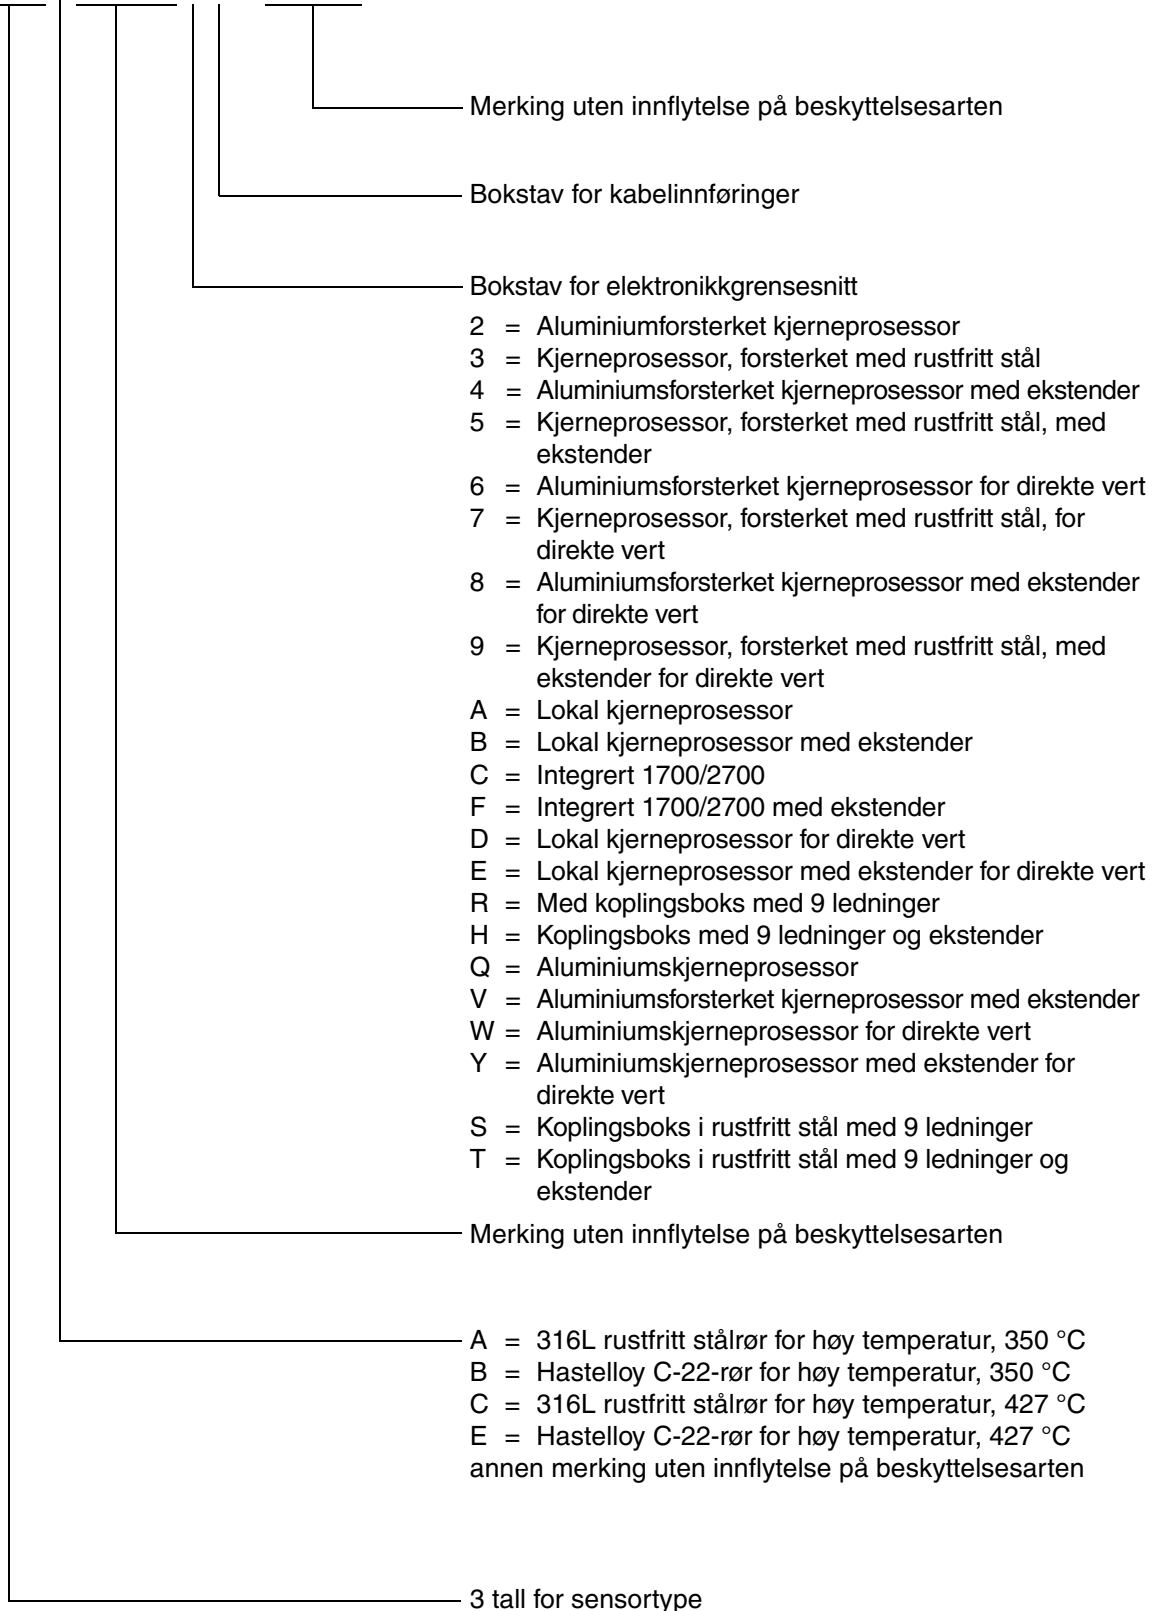 Merking uten innflytelse på beskyttelsesarten
Bokstav for kabelinnføringer
Bokstav for elektronikkgrensesnitt
2 = Aluminiumforsterket kjerneprosessor
3 = Kjerneprosessor, forsterket med rustfritt stål
4 = Aluminiumsforsterket kjerneprosessor med ekstender
5 = Kjerneprosessor, forsterket med rustfritt stål, med
ekstender
6 = Aluminiumsforsterket kjerneprosessor for direkte vert
7 = Kjerneprosessor, forsterket med rustfritt stål, for
direkte vert
8 = Aluminiumsforsterket kjerneprosessor med ekstender
for direkte vert
9 = Kjerneprosessor, forsterket med rustfritt stål, med
ekstender for direkte vert
A = Lokal kjerneprosessor
B = Lokal kjerneprosessor med ekstender
C = Integrert 1700/2700
F = Integrert 1700/2700 med ekstender
D = Lokal kjerneprosessor for direkte vert
E = Lokal kjerneprosessor med ekstender for direkte vert
R = Med koplingsboks med 9 ledninger
H = Koplingsboks med 9 ledninger og ekstender
Q = Aluminiumskjerneprosessor
V = Aluminiumsforsterket kjerneprosessor med ekstender
W = Aluminiumskjerneprosessor for direkte vert
Y = Aluminiumskjerneprosessor med ekstender for
direkte vert
S = Koplingsboks i rustfritt stål med 9 ledninger
T = Koplingsboks i rustfritt stål med 9 ledninger og
ekstender
Merking uten innflytelse på beskyttelsesarten
A = 316L rustfritt stålrør for høy temperatur, 350 °C
B = Hastelloy C-22-rør for høy temperatur, 350 °C
C = 316L rustfritt stålrør for høy temperatur, 427 °C
E = Hastelloy C-22-rør for høy temperatur, 427 °C
annen merking uten innflytelse på beskyttelsesarten
3 tall for sensortype